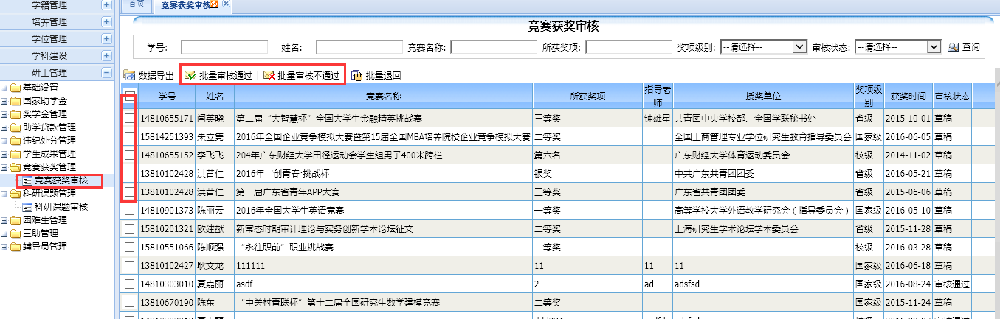 学籍管理
培养管理
学位管理
学科建设
研工管理
基础设置
国家助学金
奖学金管理
助学贷款管理
违纪处分管理
学生成果管理
竞赛获奖管理
竞赛获奖审核
科研课题管理
科研课题审核
困难生管理
三助管理
辅导员管理
首页 竞赛获奖审核
竞赛获奖审核
学号: 姓名: 竞赛名称: 所获奖项: 奖项级别: --请选择-- 审核状态: --请选择-- 查询
数据导出 | 批量审核通过 | 批量审核不通过 批量退回
学号 姓名 竞赛名称 所获奖项 指导老师 授奖单位 奖项级别 获奖时间 审核状态
14810655171 闫英晓 第二届“大智慧杯”全国大学生金融精英挑战赛 三等奖 钟雄星 共青团中央学校部、全国学联秘书处 省级 2015-10-01 草稿
15814251393 朱立隽 2016年全国企业竞争模拟大赛暨第15届全国MBA培养院校企业竞争模拟大赛 二等奖 全国工商管理专业学位研究生教育指导委员会 国家级 2016-06-05 草稿
14810655152 李飞飞 204年广东财经大学田径运动会学生组男子400米跨栏 第六名 广东财经大学体育运动委员会 校级 2014-11-02 草稿
13810102428 洪昔仁 2016年‘创青春·挑战杯 银奖 中共广东共青团团委 省级 2016-05-21 草稿
13810102428 洪昔仁 第一届广东省青年APP大赛 三等奖 广东省共青团团委 省级 2015-06-06 草稿
14810901373 陈丽云 2016年全国大学生英语竞赛 一等奖 高等学校大学外语教学研究会（指导委员会） 国家级 2016-05-10 草稿
15810201321 欧建猷 新常态时期审计理论与实务创新学术论坛征文 二等奖 上海研究生学术论坛学术委员会 省级 2015-11-28 草稿
15810551066 陈顺强 “永往职前”职业挑战赛 二等奖 校级 2016-03-28 草稿
13810102427 耿文龙 111111 11 11 11 国家级 2016-06-18 草稿
14810303010 夏嘉丽 asdf 2 ad adsfsd 国家级 2016-08-24 审核通过
13810670190 陈东 “中关村青联杯”第十二届全国研究生数学建模竞赛 二等奖 国家级 2015-11-24 草稿